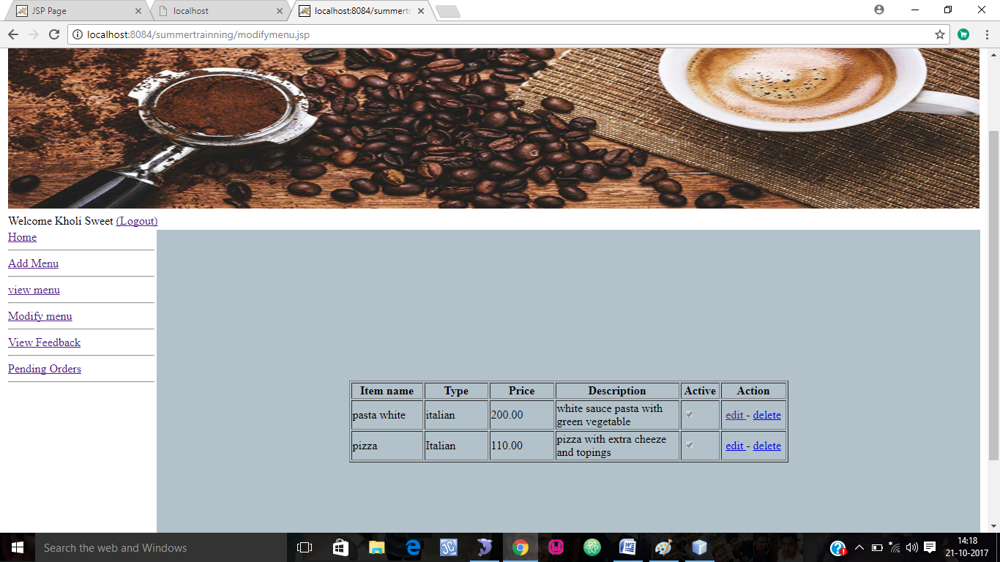 JSP Page
localhost
localhost:8084/summert
localhost:8084/summertrainning/modifymenu.jsp
Welcome Kholi Sweet (Logout)
Home
Add Menu
view menu
Modify menu
View Feedback
Pending Orders
Item name Type Price Description Active Action
pasta white italian 200.00 white sauce pasta with green vegetable edit - delete
pizza Italian 110.00 pizza with extra cheeze and topings edit - delete
Search the web and Windows
14:18
21-10-2017